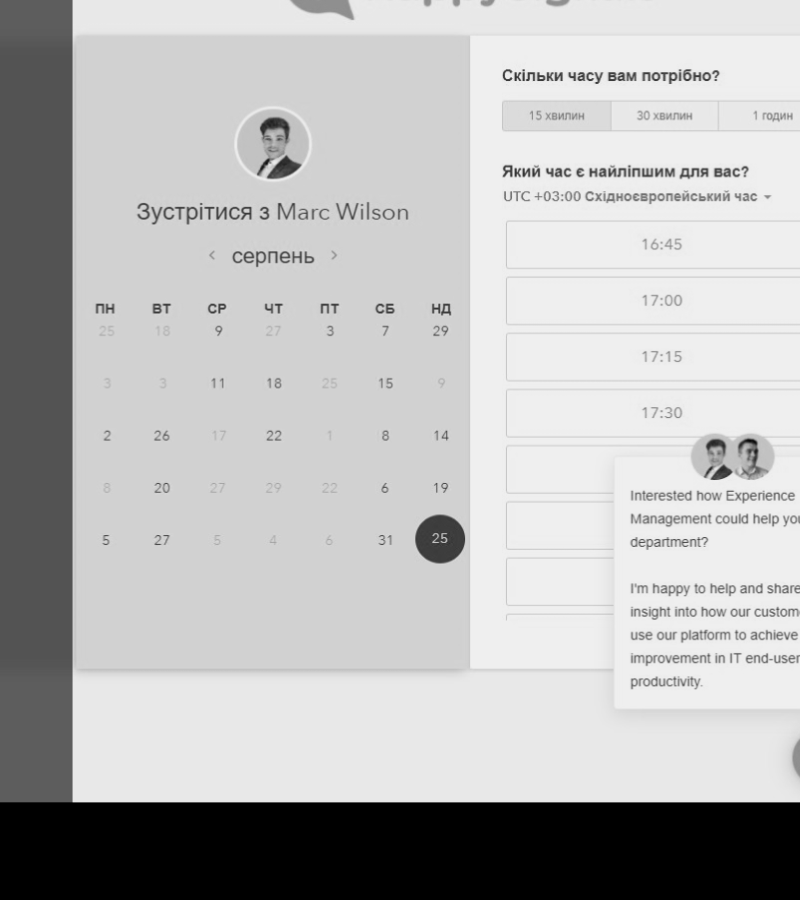 Зустрітися з Marc Wilson
серпень
ПН ВТ СР ЧТ ПТ СБ НД
25 18 9 27 3 7 29
3 3 11 18 25 15 9
2 26 17 22 1 8 14
8 20 27 29 22 6 19
5 27 5 4 6 31 25
Скільки часу вам потрібно?
15 хвилин 30 хвилин 1 годин
Який час є найліпшим для вас?
UTC +03:00 Східноєвропейський час
16:45
17:00
17:15
17:30
Interested how Experience
Management could help you
department?
I'm happy to help and share
insight into how our custome
use our platform to achieve
improvement in IT end-user
productivity.